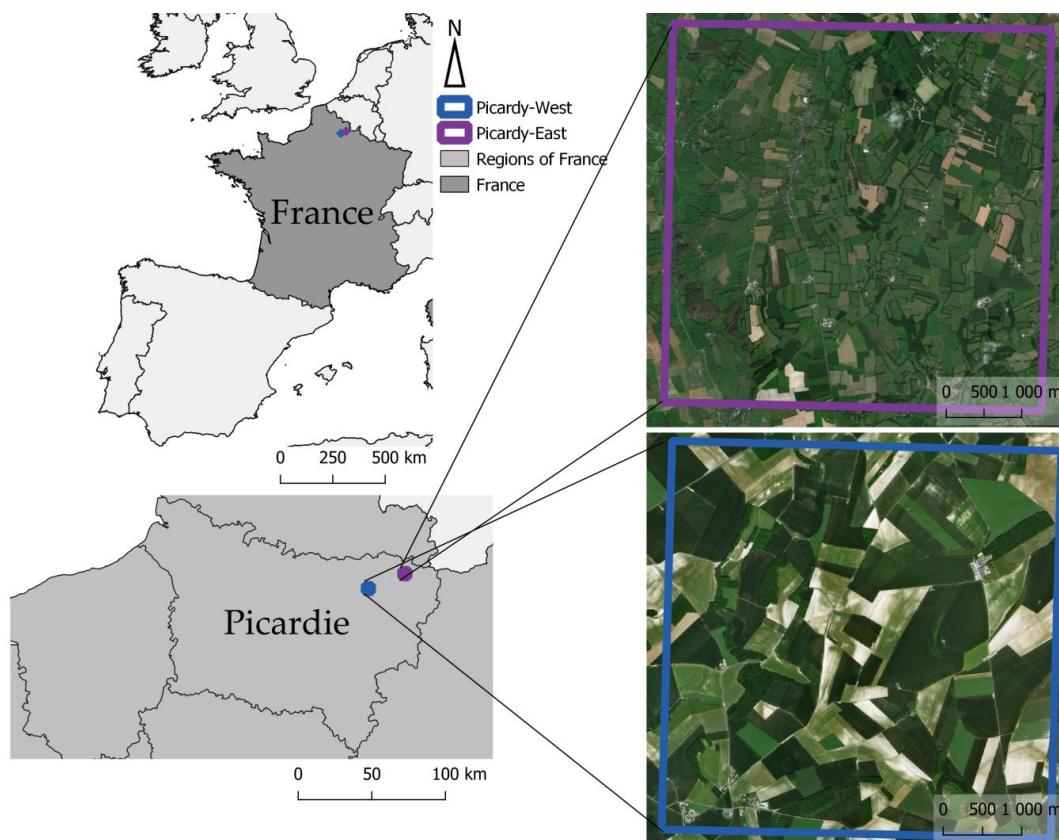 N
Picardy-West
Picardy-East
Regions of France
France
France
0 250 500 km
Picardie
0 50 100 km
0 500 1 000 m
0 500 1 000 m